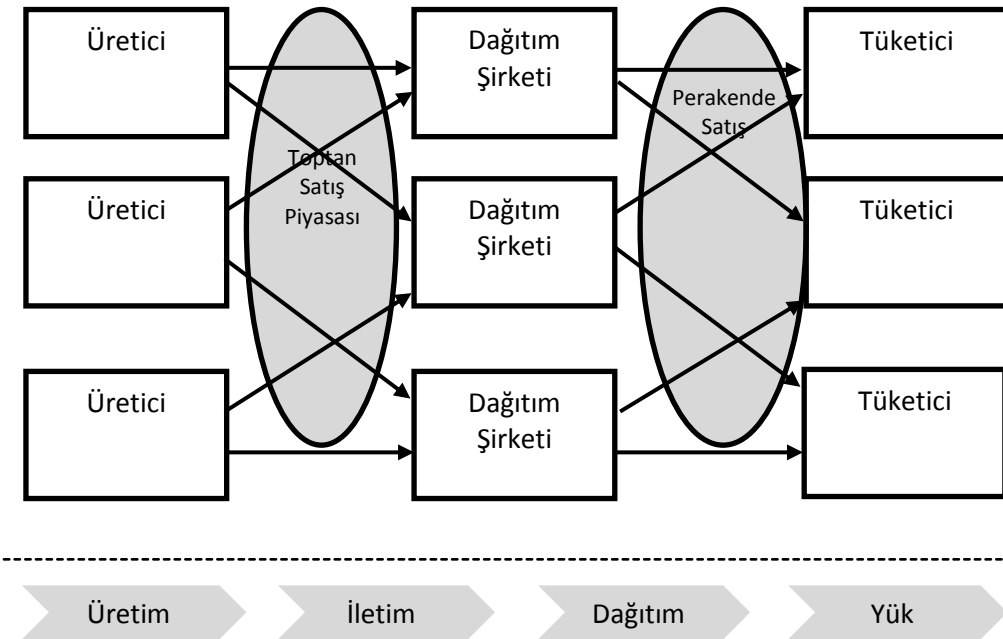 Üretici
Dağıtım
Şirketi
Tüketici
Perakende
Satış
Toptan
Satış
Piyasası
Üretici
Dağıtım
Şirketi
Tüketici
Üretici
Dağıtım
Şirketi
Tüketici
Üretim
İletim
Dağıtım
Yük